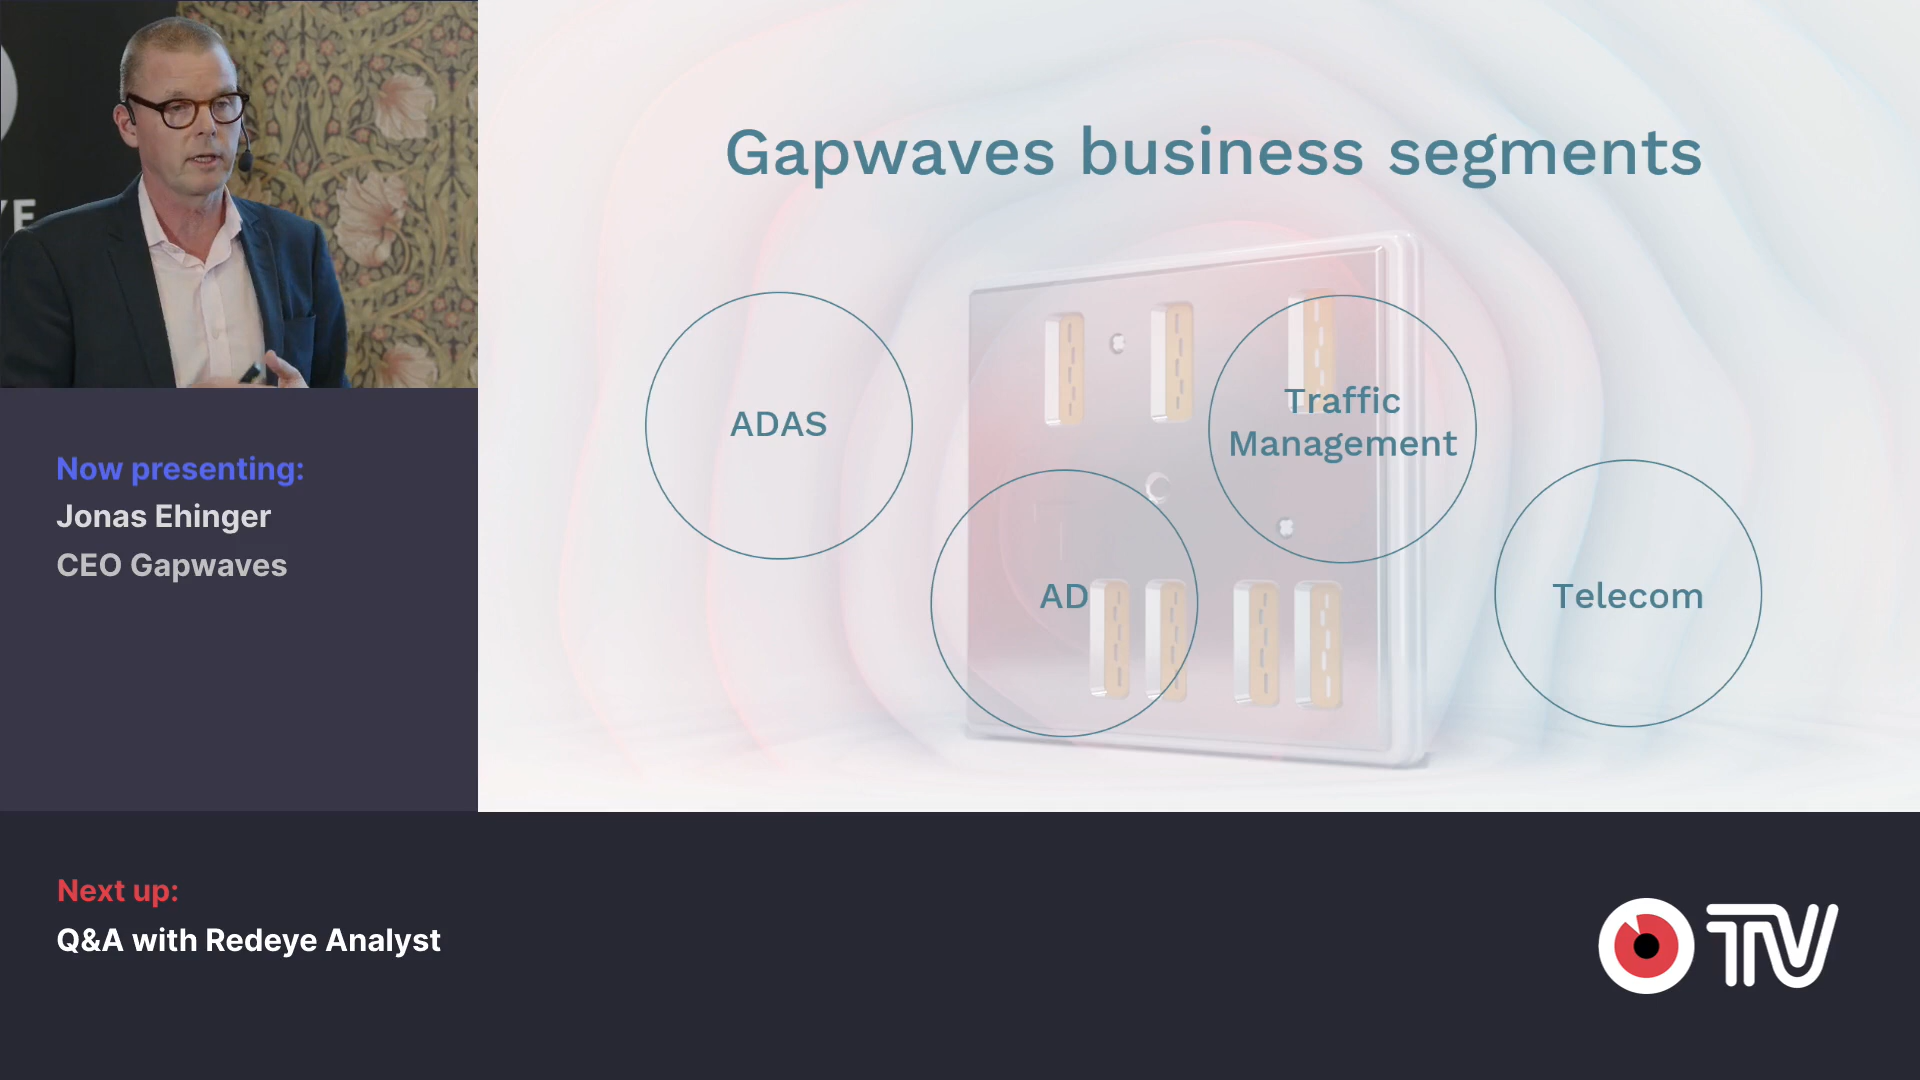 YE
Gapwaves business segments
ADAS
Traffic
Management
AD
Telecom
Now presenting:
Jonas Ehinger
CEO Gapwaves
Next up:
Q&A with Redeye Analyst
TV